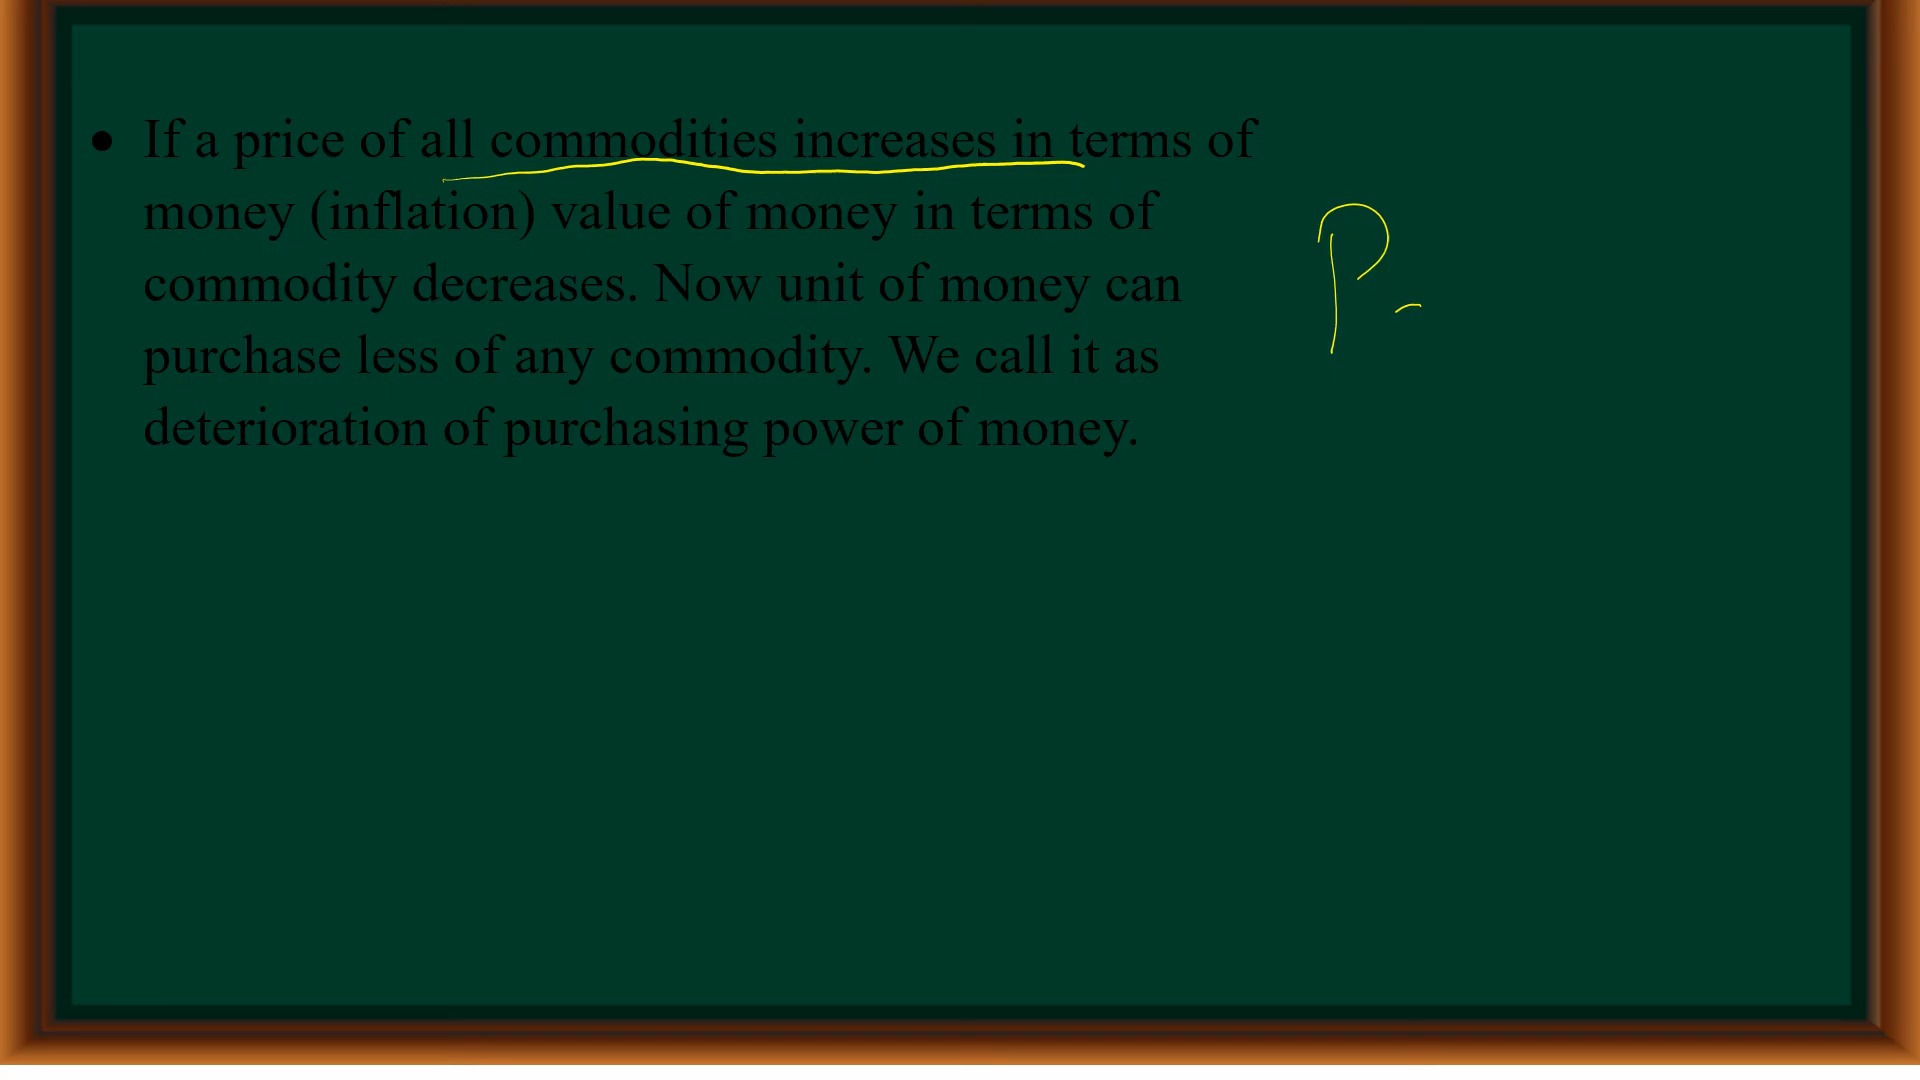 • If a price of all commodities increases in terms of
money (inflation) value of money in terms of
commodity decreases. Now unit of money can
purchase less of any commodity. We call it as
deterioration of purchasing power of money.
P